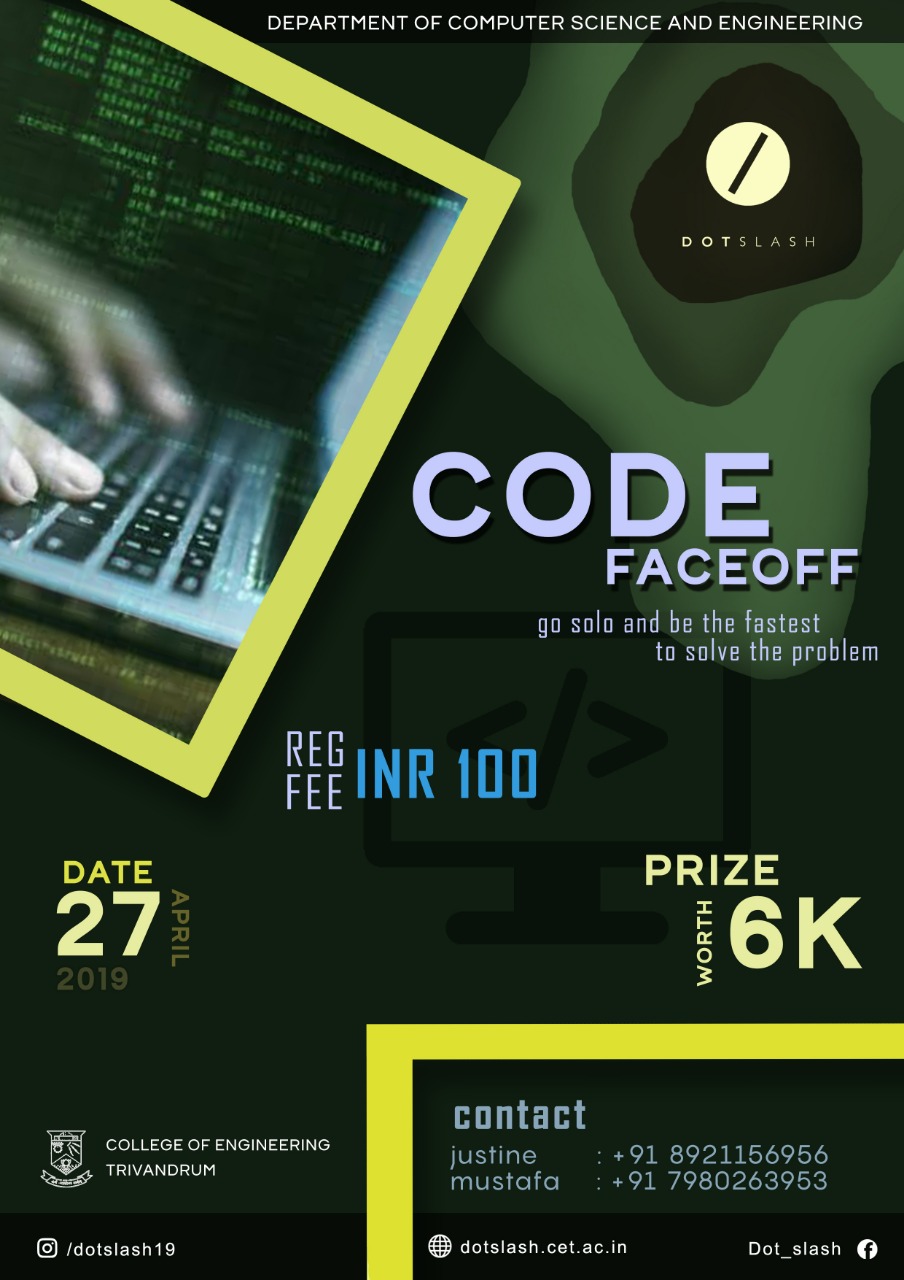 DEPARTMENT OF COMPUTER SCIENCE AND ENGINEERING
DOTSLASH
CODE
FACEOFF
go solo and be the fastest
to solve the problem
REG
FEE
INR 100
DATE
27
APRIL
2019
PRIZE
WORTH
6K
contact
justine : +91 8921156956
mustafa : +91 7980263953
COLLEGE OF ENGINEERING
TRIVANDRUM
/dotslash19
dotslash.cet.ac.in
Dot_slash